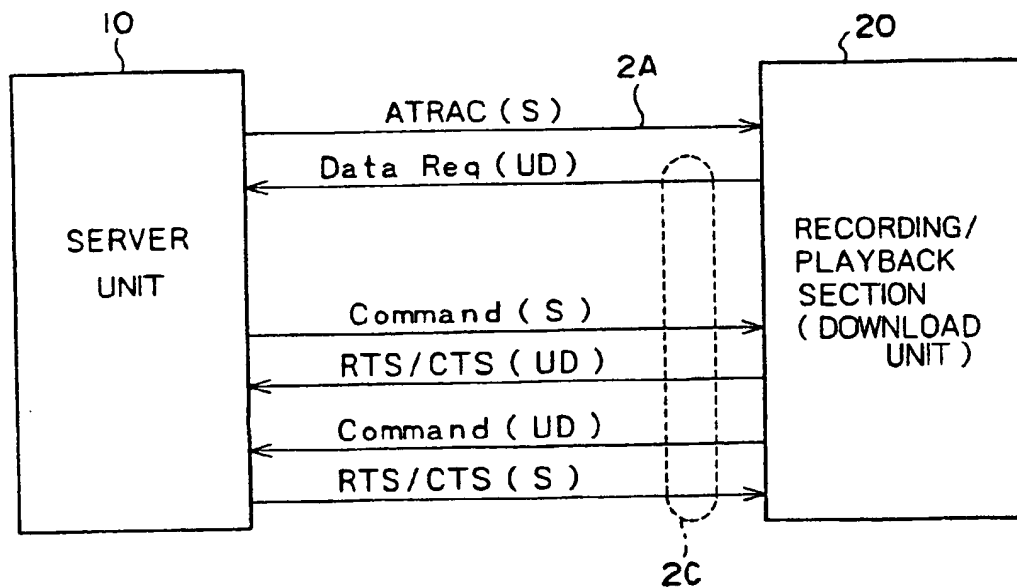 10
20
2A
ATRAC (S)
Data Req (UD)
SERVER
UNIT
RECORDING/
PLAYBACK
SECTION
(DOWNLOAD
UNIT)
Command (S)
RTS/CTS (UD)
Command (UD)
RTS/CTS (S)
2C